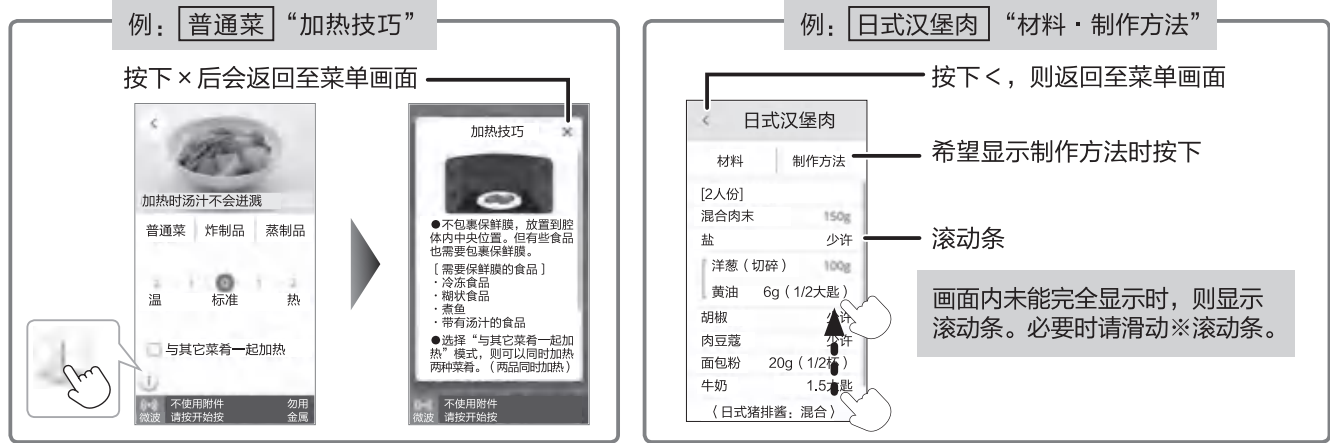 例：普通菜“加热技巧”
按下×后会返回至菜单画面
<
加热时汤汁不会迸溅
普通菜 炸制品 蒸制品
温 标准 热
与其它菜肴一起加热
不使用附件 勿用
微波 请按开始按 金属
加热技巧 ×
●不包裹保鲜膜，放置到腔
体内中央位置。但有些食品
也需要包裹保鲜膜。
［需要保鲜膜的食品］
・冷冻食品
・糊状食品
・煮鱼
・带有汤汁的食品
●选择“与其它菜肴一起加
热”模式，则可以同时加热
两种菜肴。（两品同时加热）
不使用附件
微波 请按开始按
例：日式汉堡肉“材料・制作方法”
按下<，则返回至菜单画面
< 日式汉堡肉
材料 制作方法
希望显示制作方法时按下
[2人份]
混合肉末 150g
盐 少许
滚动条
洋葱（切碎） 100g
黄油 6g（1/2大匙）
胡椒 少许
肉豆蔻 少许
面包粉 20g（1/2杯）
牛奶 1.5大匙
〈日式猪排酱：混合〉
画面内未能完全显示时，则显示
滚动条。必要时请滑动※滚动条。